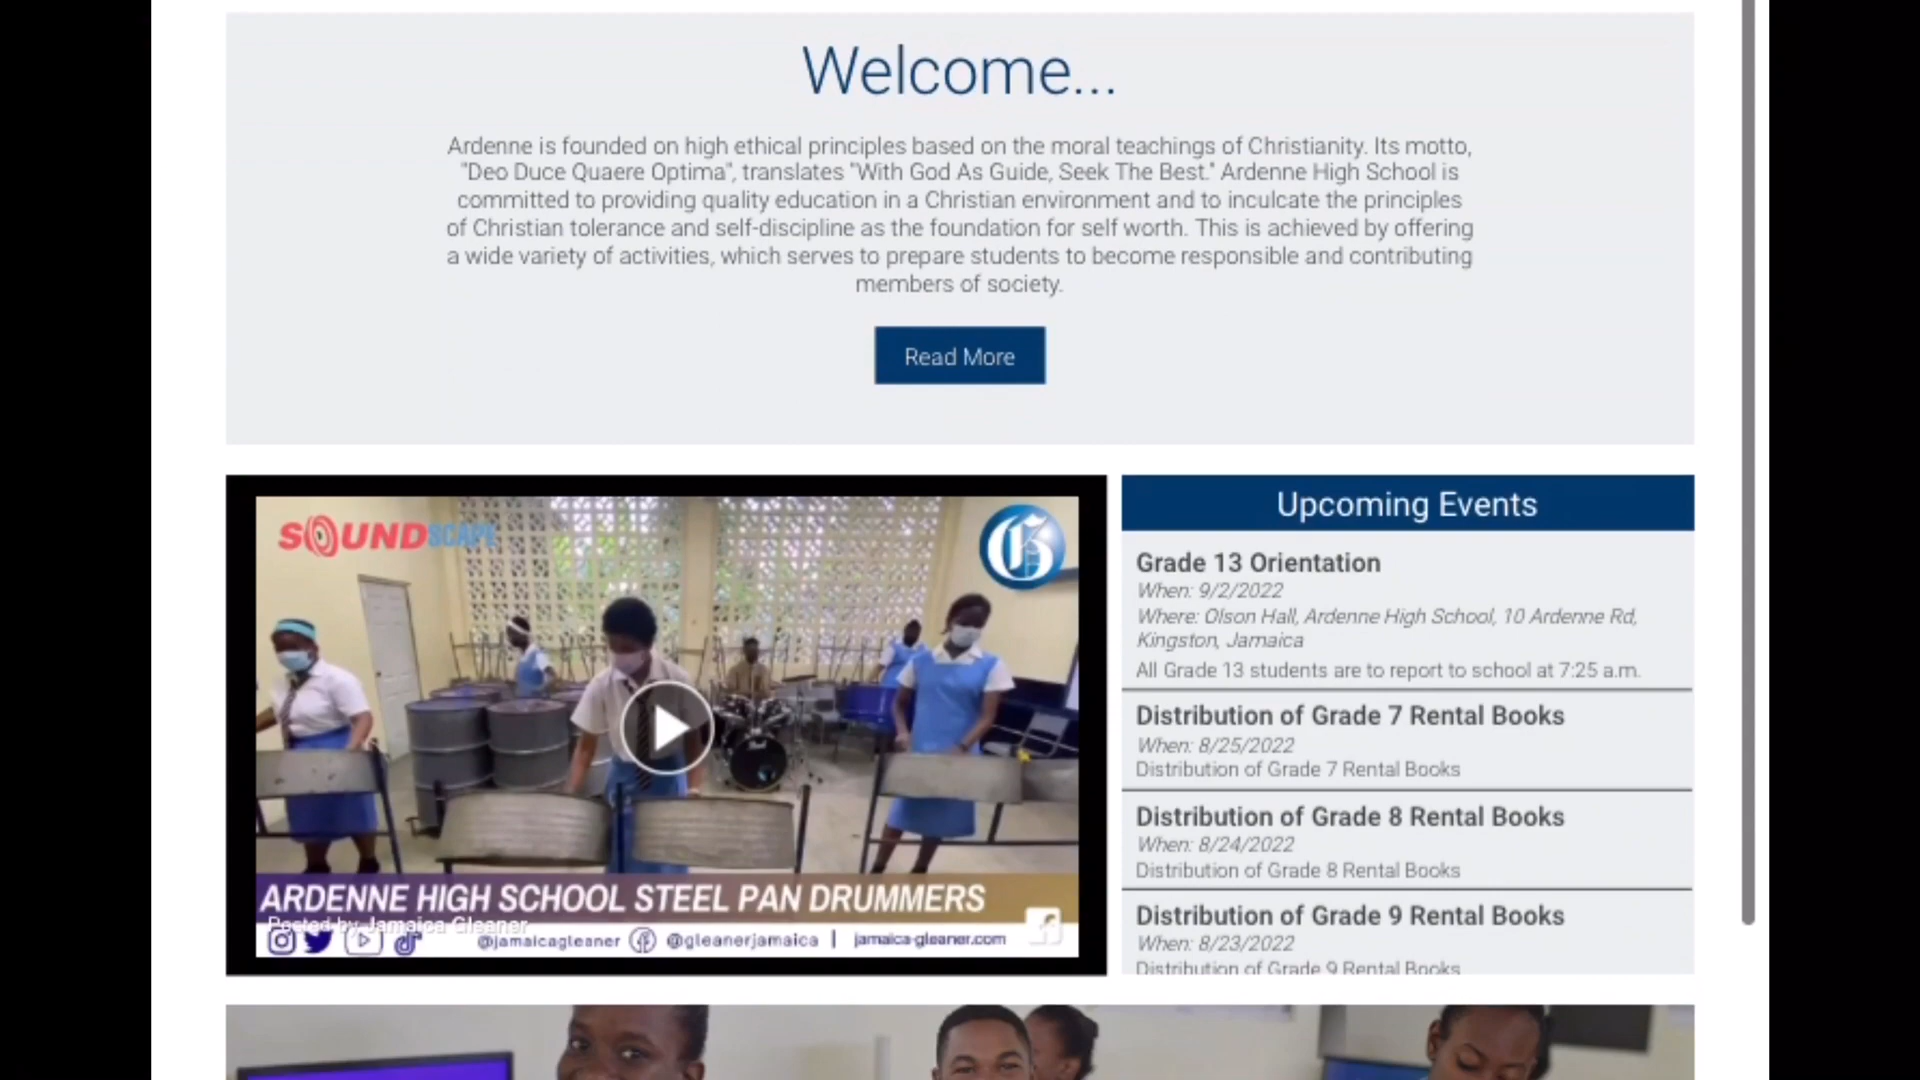 Welcome...
Ardenne is founded on high ethical principles based on the moral teachings of Christianity. Its motto,
"Deo Duce Quaere Optima", translates "With God As Guide, Seek The Best." Ardenne High School is
committed to providing quality education in a Christian environment and to inculcate the principles
of Christian tolerance and self-discipline as the foundation for self worth. This is achieved by offering
a wide variety of activities, which serves to prepare students to become responsible and contributing
members of society.
Read More
SOUNDSCAPE
G
ARDENNE HIGH SCHOOL STEEL PAN DRUMMERS
Posted by Jamaica Gleaner
@jamaicagleaner @gleanerjamaica | jamaica-gleaner.com
Upcoming Events
Grade 13 Orientation
When: 9/2/2022
Where: Olson Hall, Ardenne High School, 10 Ardenne Rd,
Kingston, Jamaica
All Grade 13 students are to report to school at 7:25 a.m.
Distribution of Grade 7 Rental Books
When: 8/25/2022
Distribution of Grade 7 Rental Books
Distribution of Grade 8 Rental Books
When: 8/24/2022
Distribution of Grade 8 Rental Books
Distribution of Grade 9 Rental Books
When: 8/23/2022
Distribution of Grade 9 Rental Books